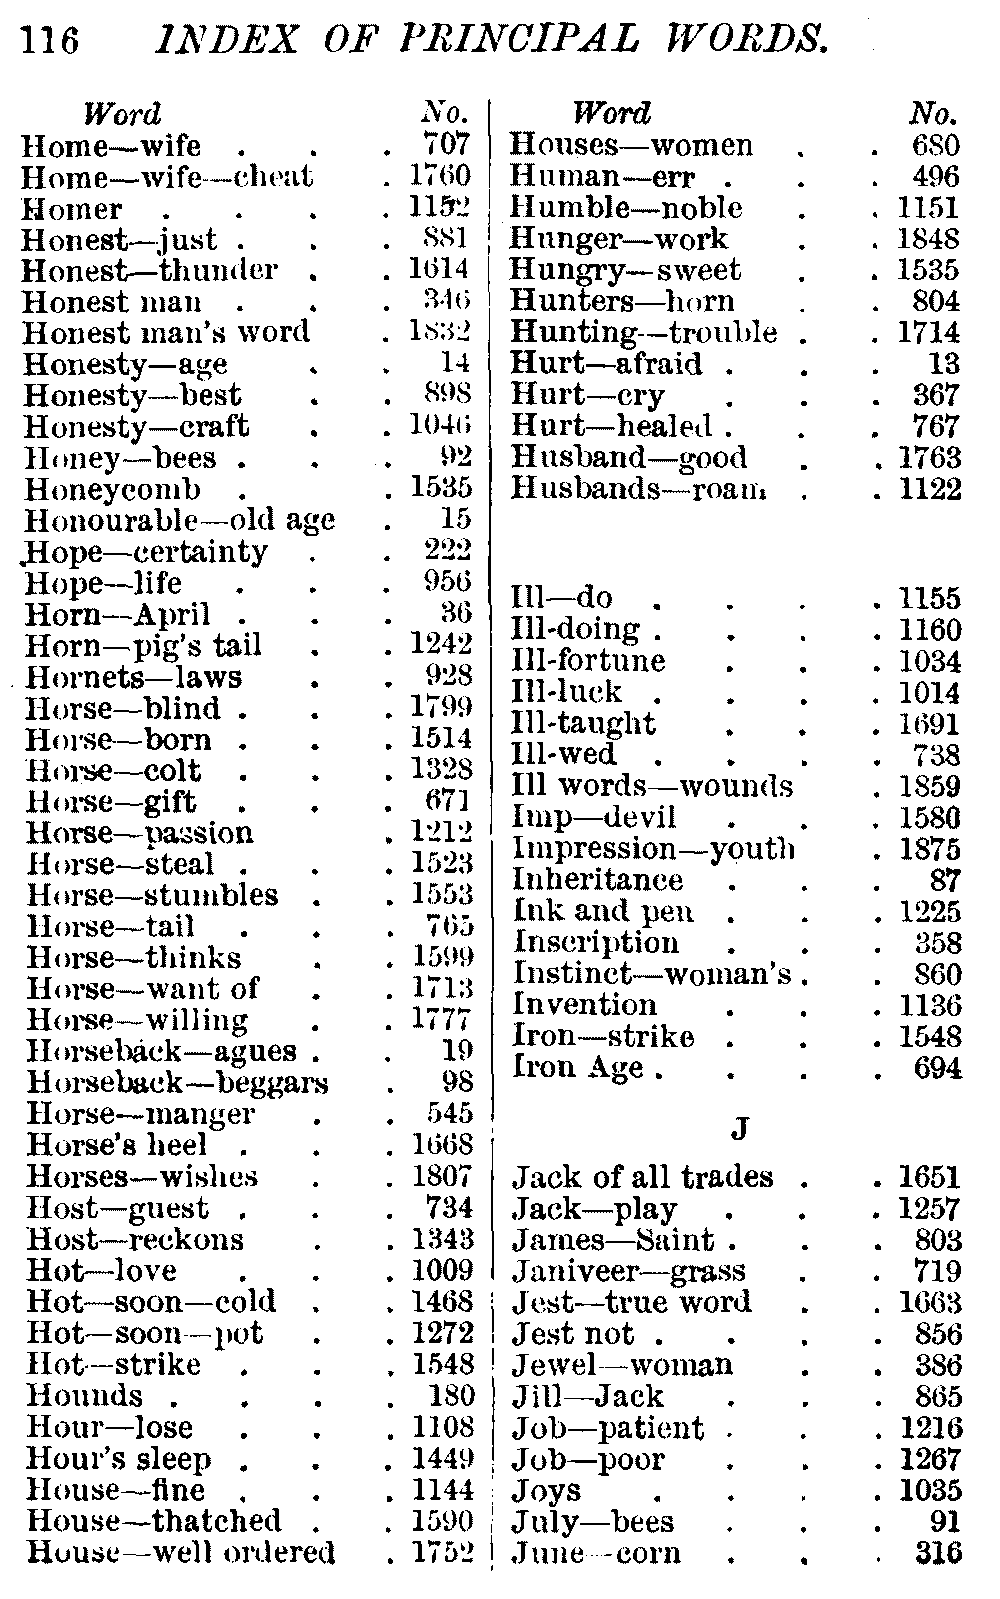 116 INDEX OF PRINCIPAL WORDS.
Word No.
Home—wife . . . 707
Home—wife—cheat . 1760
Homer . . . . 1152
Honest—just . . . 881
Honest—thunder . . 1614
Honest man . . . 346
Honest man's word 1832
Honesty—age . . 14
Honesty—best . . 898
Honesty—craft . . 1046
Honey—bees . . . 92
Honeycomb . . 1535
Honourable—old age . 15
Hope—certainty . . 222
Hope—life . . . 956
Horn—April . . . 36
Horn—pig's tail . . 1242
Hornets—laws . . 928
Horse—blind . . . 1799
Horse—born . . . 1514
Horse—colt . . . 1328
Horse—gift . . . 671
Horse—passion . 1212
Horse—steal . . . 1523
Horse—stumbles . . 1553
Horse—tail . . . 765
Horse—thinks . . 1599
Horse—want of . . 1713
Horse—willing . . 1777
Horseback—agues . . 19
Horseback—beggars . 98
Horse—manger . . 545
Horse's heel . . . 1668
Horses—wishes . . 1807
Host—guest . . . 734
Host—reckons . . 1343
Hot—love . . . 1009
Hot—soon—cold . . 1468
Hot—soon—pot . . 1272
Hot—strike . . . 1548
Hounds . . . . 180
Hour—lose . . . 1108
Hour's sleep . . . 1449
House—fine . . . 1144
House—thatched . . 1590
House—well ordered . 1752
Word No.
Houses—women . . 680
Human—err . . . 496
Humble—noble . . 1151
Hunger—work . . 1848
Hungry—sweet . . 1535
Hunters—horn . . 804
Hunting—trouble . . 1714
Hurt—afraid . . . 13
Hurt—cry . . . 367
Hurt—healed . . . 767
Husband—good . . 1763
Husbands—roam . . 1122
Ill—do . . . . 1155
Ill-doing . . . . 1160
Ill-fortune . . . 1034
Ill-luck . . . . 1014
Ill-taught . . . 1691
Ill-wed . . . . 738
Ill words—wounds . 1859
Imp—devil . . . 1580
Impression—youth . 1875
Inheritance . . . 87
Ink and pen . . . 1225
Inscription . . . 358
Instinct—woman's . . 860
Invention . . . 1136
Iron—strike . . . 1548
Iron Age . . . . 694
J
Jack of all trades . . 1651
Jack—play . . . 1257
James—Saint . . . 803
Janiveer—grass . . 719
Jest—true word . . 1663
Jest not . . . . 856
Jewel—woman . . 386
Jill—Jack . . . 865
Job—patient . . . 1216
Job—poor . . . 1267
Joys . . . . 1035
July—bees . . . 91
June—corn . . . 316